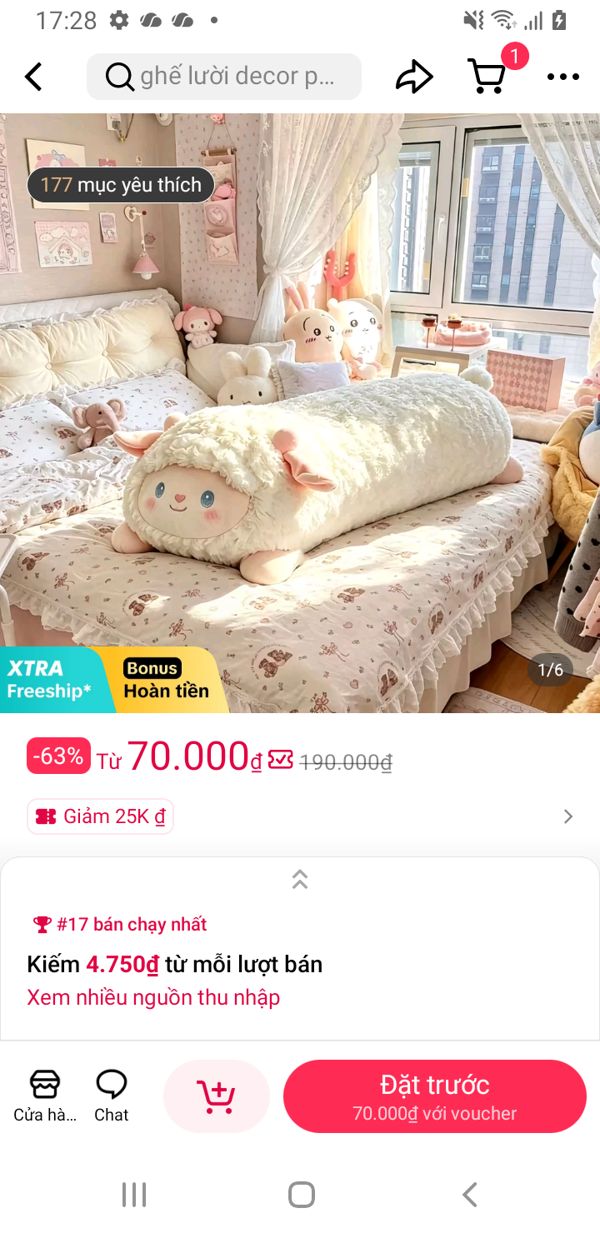 17:28
ghế lười decor p...
1
177 mục yêu thích
XTRA
Freeship*
Bonus
Hoàn tiền
1/6
-63% Từ 70.000₫ 190.000₫
Giảm 25K ₫
#17 bán chạy nhất
Kiếm 4.750₫ từ mỗi lượt bán
Xem nhiều nguồn thu nhập
Cửa hà...
Chat
Đặt trước
70.000₫ với voucher